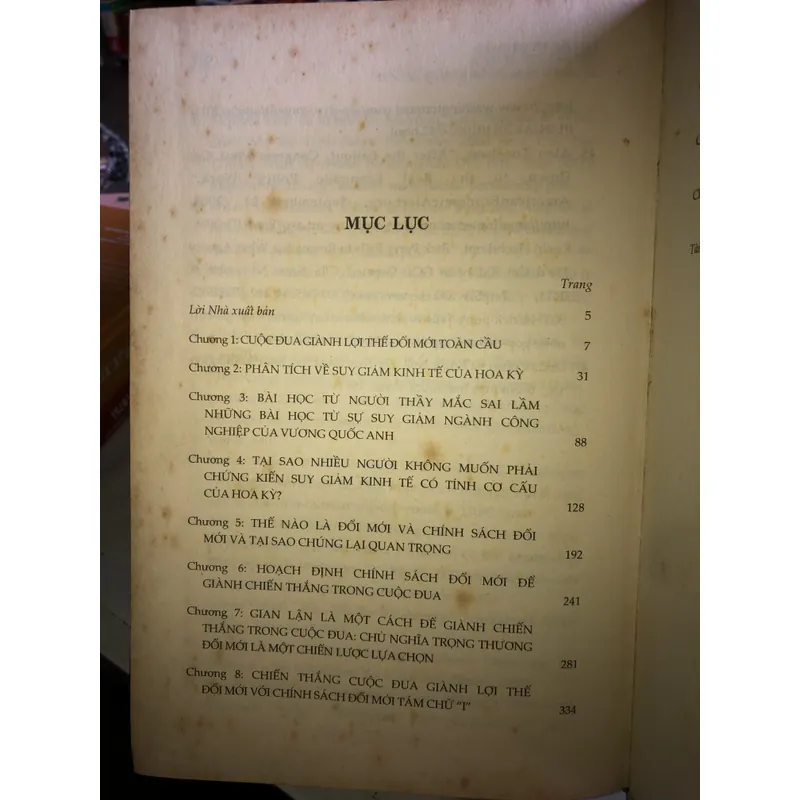 MỤC LỤC
Trang
Lời Nhà xuất bản 5
Chương 1: CUỘC ĐUA GIÀNH LỢI THẾ ĐỔI MỚI TOÀN CẦU 7
Chương 2: PHÂN TÍCH VỀ SUY GIẢM KINH TẾ CỦA HOA KỲ 31
Chương 3: BÀI HỌC TỪ NGƯỜI THẦY MẮC SAI LẦM
NHỮNG BÀI HỌC TỪ SỰ SUY GIẢM NGÀNH CÔNG
NGHIỆP CỦA VƯƠNG QUỐC ANH 88
Chương 4: TẠI SAO NHIỀU NGƯỜI KHÔNG MUỐN PHẢI
CHỨNG KIẾN SUY GIẢM KINH TẾ CÓ TÍNH CƠ CẤU
CỦA HOA KỲ? 128
Chương 5: THẾ NÀO LÀ ĐỔI MỚI VÀ CHÍNH SÁCH ĐỔI
MỚI VÀ TẠI SAO CHÚNG LẠI QUAN TRỌNG 192
Chương 6: HOẠCH ĐỊNH CHÍNH SÁCH ĐỔI MỚI ĐỂ
GIÀNH CHIẾN THẮNG TRONG CUỘC ĐUA 241
Chương 7: GIAN LẬN LÀ MỘT CÁCH ĐỂ GIÀNH CHIẾN
THẮNG TRONG CUỘC ĐUA: CHỦ NGHĨA TRỌNG THƯƠNG
ĐỔI MỚI LÀ MỘT CHIẾN LƯỢC LỰA CHỌN 281
Chương 8: CHIẾN THẮNG CUỘC ĐUA GIÀNH LỢI THẾ
ĐỔI MỚI VỚI CHÍNH SÁCH ĐỔI MỚI TÁM CHỮ "I" 334